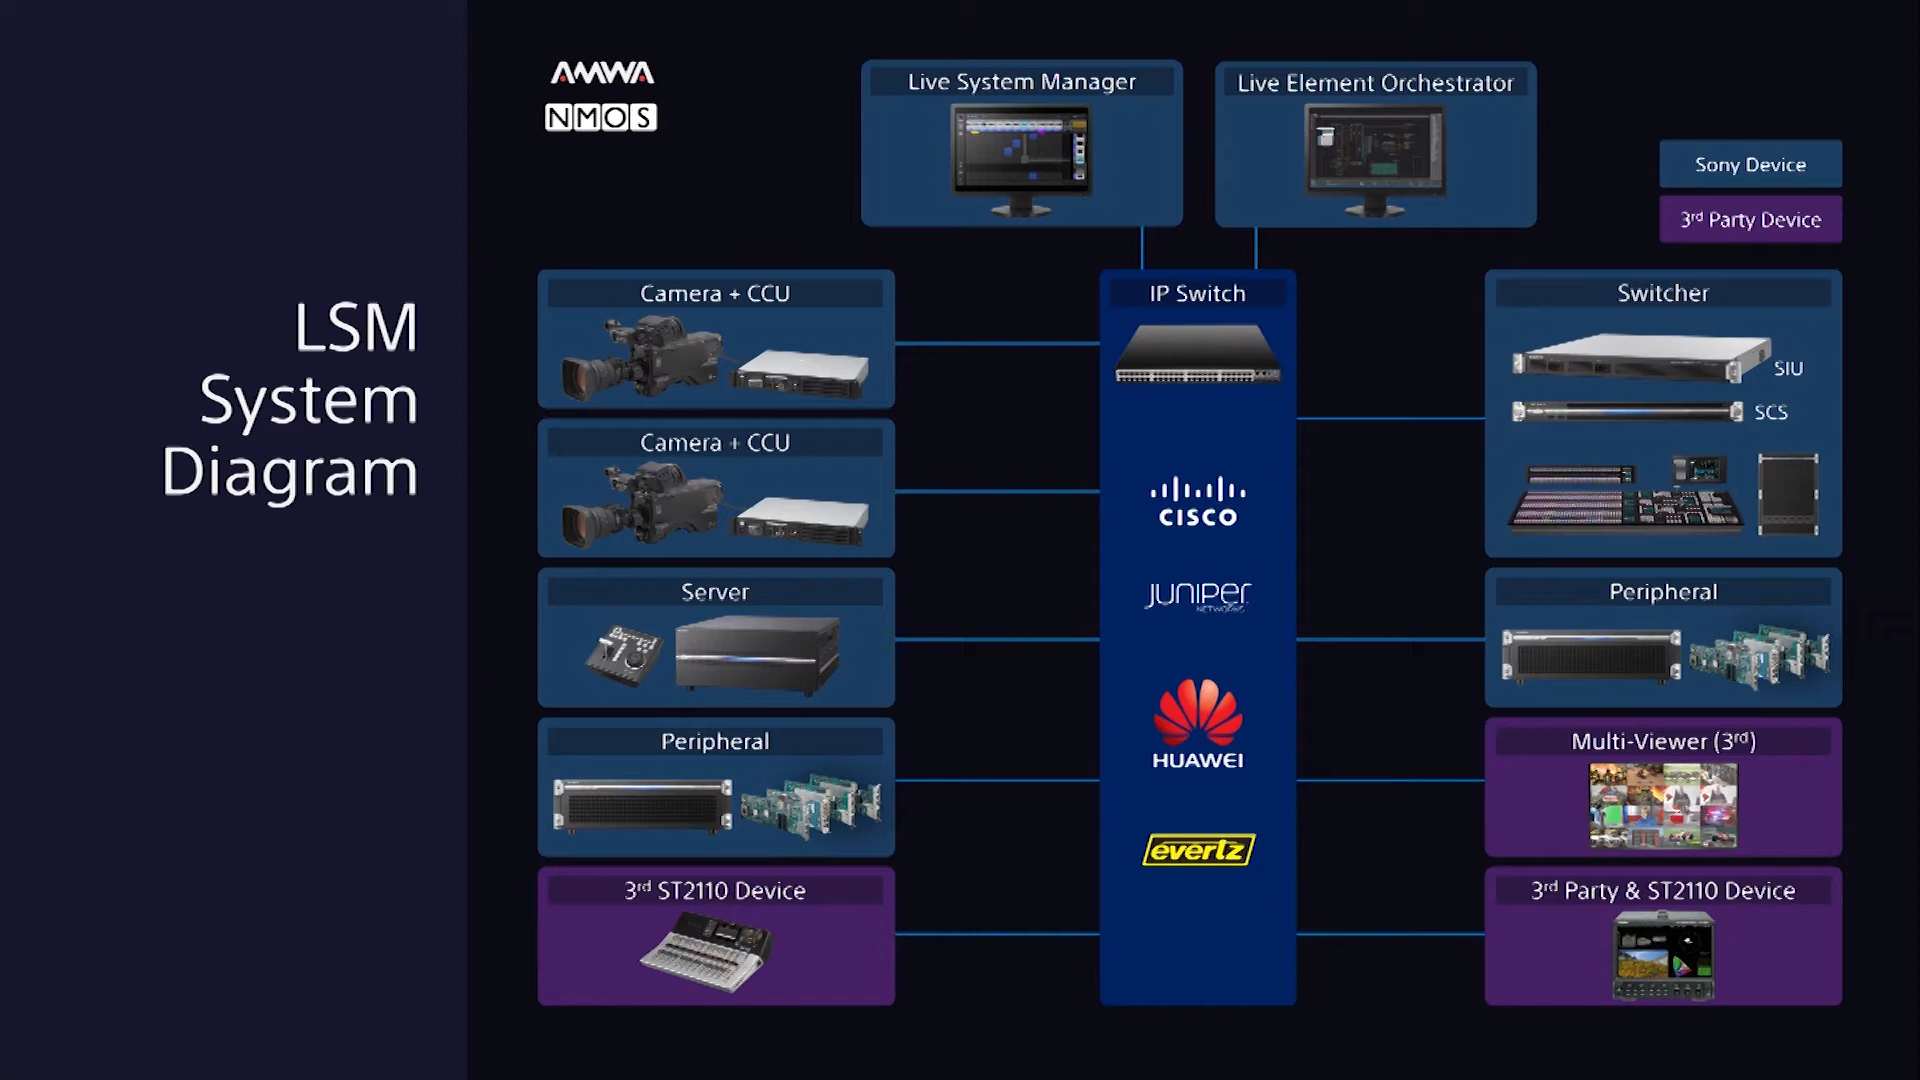 LSM
System
Diagram
AMWA
NMOS
Live System Manager
Live Element Orchestrator
Sony Device
3rd Party Device
Camera + CCU
IP Switch
Switcher
SIU
SCS
Camera + CCU
CISCO
Server
JUNIPER
NETWORKS
Peripheral
Peripheral
HUAWEI
Multi-Viewer (3rd)
evertz
3rd ST2110 Device
3rd Party & ST2110 Device